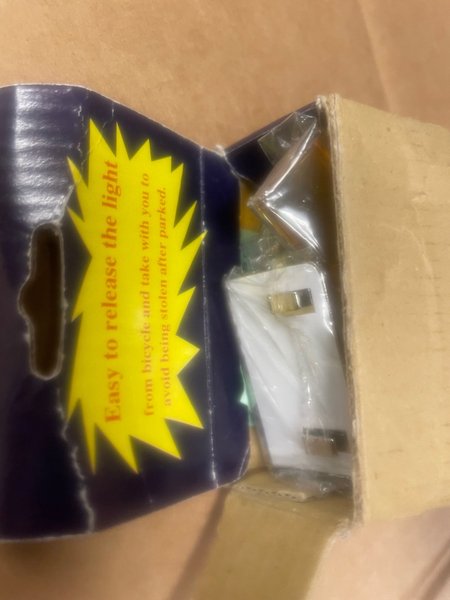 Easy to release the light
from bicycle and take with you to
avoid being stolen after parked.